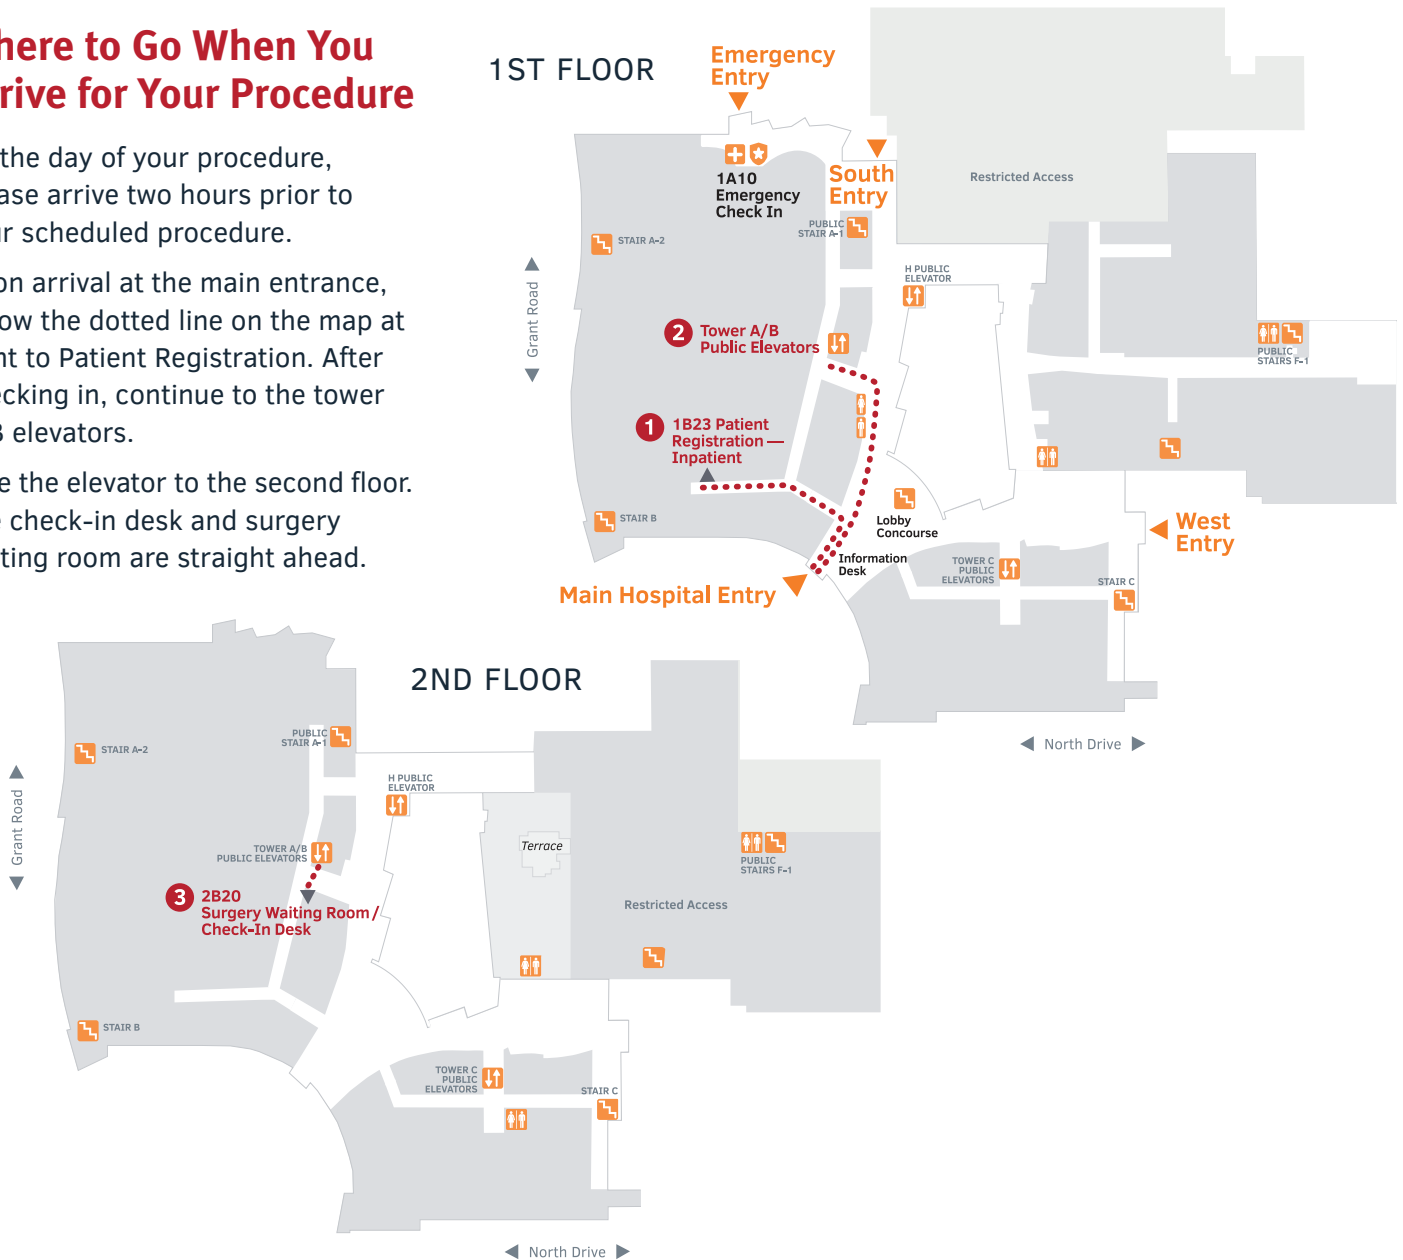 here to Go When You
rive for Your Procedure
the day of your procedure,
ase arrive two hours prior to
ur scheduled procedure.
on arrival at the main entrance,
ow the dotted line on the map at
nt to Patient Registration. After
ecking in, continue to the tower
B elevators.
e the elevator to the second floor.
e check-in desk and surgery
ting room are straight ahead.
1ST FLOOR
Emergency
Entry
South
Entry
1A10
Emergency
Check In
Restricted Access
PUBLIC
STAIR A-1
STAIR A-2
H PUBLIC
ELEVATOR
Grant Road
2 Tower A/B
Public Elevators
PUBLIC
STAIRS F-1
1 1B23 Patient
Registration —
Inpatient
STAIR B
Lobby
Concourse
West
Entry
Information
Desk
TOWER C
PUBLIC
ELEVATORS
STAIR C
Main Hospital Entry
North Drive
2ND FLOOR
PUBLIC
STAIR A-1
STAIR A-2
H PUBLIC
ELEVATOR
Grant Road
TOWER A/B
PUBLIC ELEVATORS
Terrace
PUBLIC
STAIRS F-1
3 2B20
Surgery Waiting Room /
Check-In Desk
Restricted Access
STAIR B
TOWER C
PUBLIC
ELEVATORS
STAIR C
North Drive